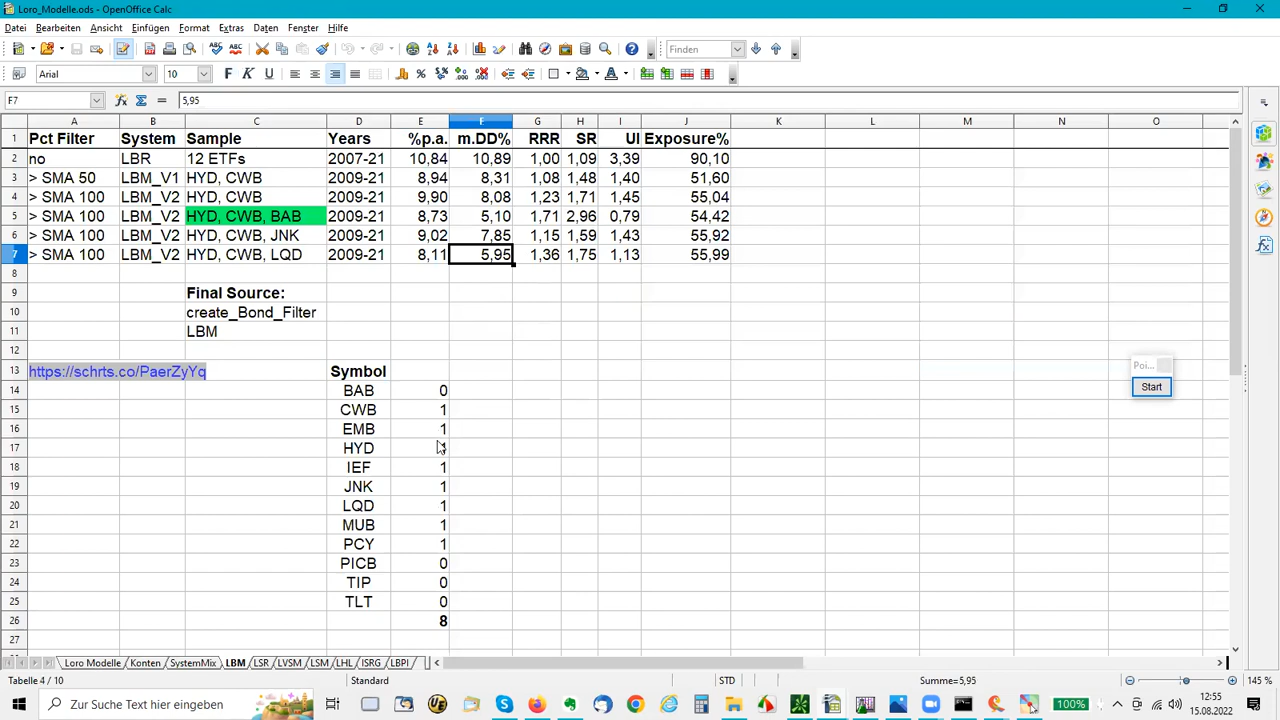 Loro_Modelle.ods - OpenOffice Calc
Datei Bearbeiten Ansicht Einfügen Format Extras Daten Fenster Hilfe
Finden
Arial 10 F K U
F7 5,95
A B C D E F G H I J K L M N O
1 Pct Filter System Sample Years %p.a. m.DD% RRR SR UI Exposure%
2 no LBR 12 ETFs 2007-21 10,84 10,89 1,00 1,09 3,39 90,10
3 > SMA 50 LBM_V1 HYD, CWB 2009-21 8,94 8,31 1,08 1,48 1,40 51,60
4 > SMA 100 LBM_V2 HYD, CWB 2009-21 9,90 8,08 1,23 1,71 1,45 55,04
5 > SMA 100 LBM_V2 HYD, CWB, BAB 2009-21 8,73 5,10 1,71 2,96 0,79 54,42
6 > SMA 100 LBM_V2 HYD, CWB, JNK 2009-21 9,02 7,85 1,15 1,59 1,43 55,92
7 > SMA 100 LBM_V2 HYD, CWB, LQD 2009-21 8,11 5,95 1,36 1,75 1,13 55,99
8
9 Final Source:
10 create_Bond_Filter
11 LBM
12
13 https://schrts.co/PaerZyYq Symbol
Poi...
Start
14 BAB 0
15 CWB 1
16 EMB 1
17 HYD
18 IEF 1
19 JNK 1
20 LQD 1
21 MUB 1
22 PCY 1
23 PICB 0
24 TIP 0
25 TLT 0
26 8
27
Loro Modelle Konten SystemMix LBM LSR LVSM LSM LHL ISRG LBPI
Tabelle 4 / 10 Standard STD Summe=5,95 145 %
Zur Suche Text hier eingeben
100% 12:55
15.08.2022